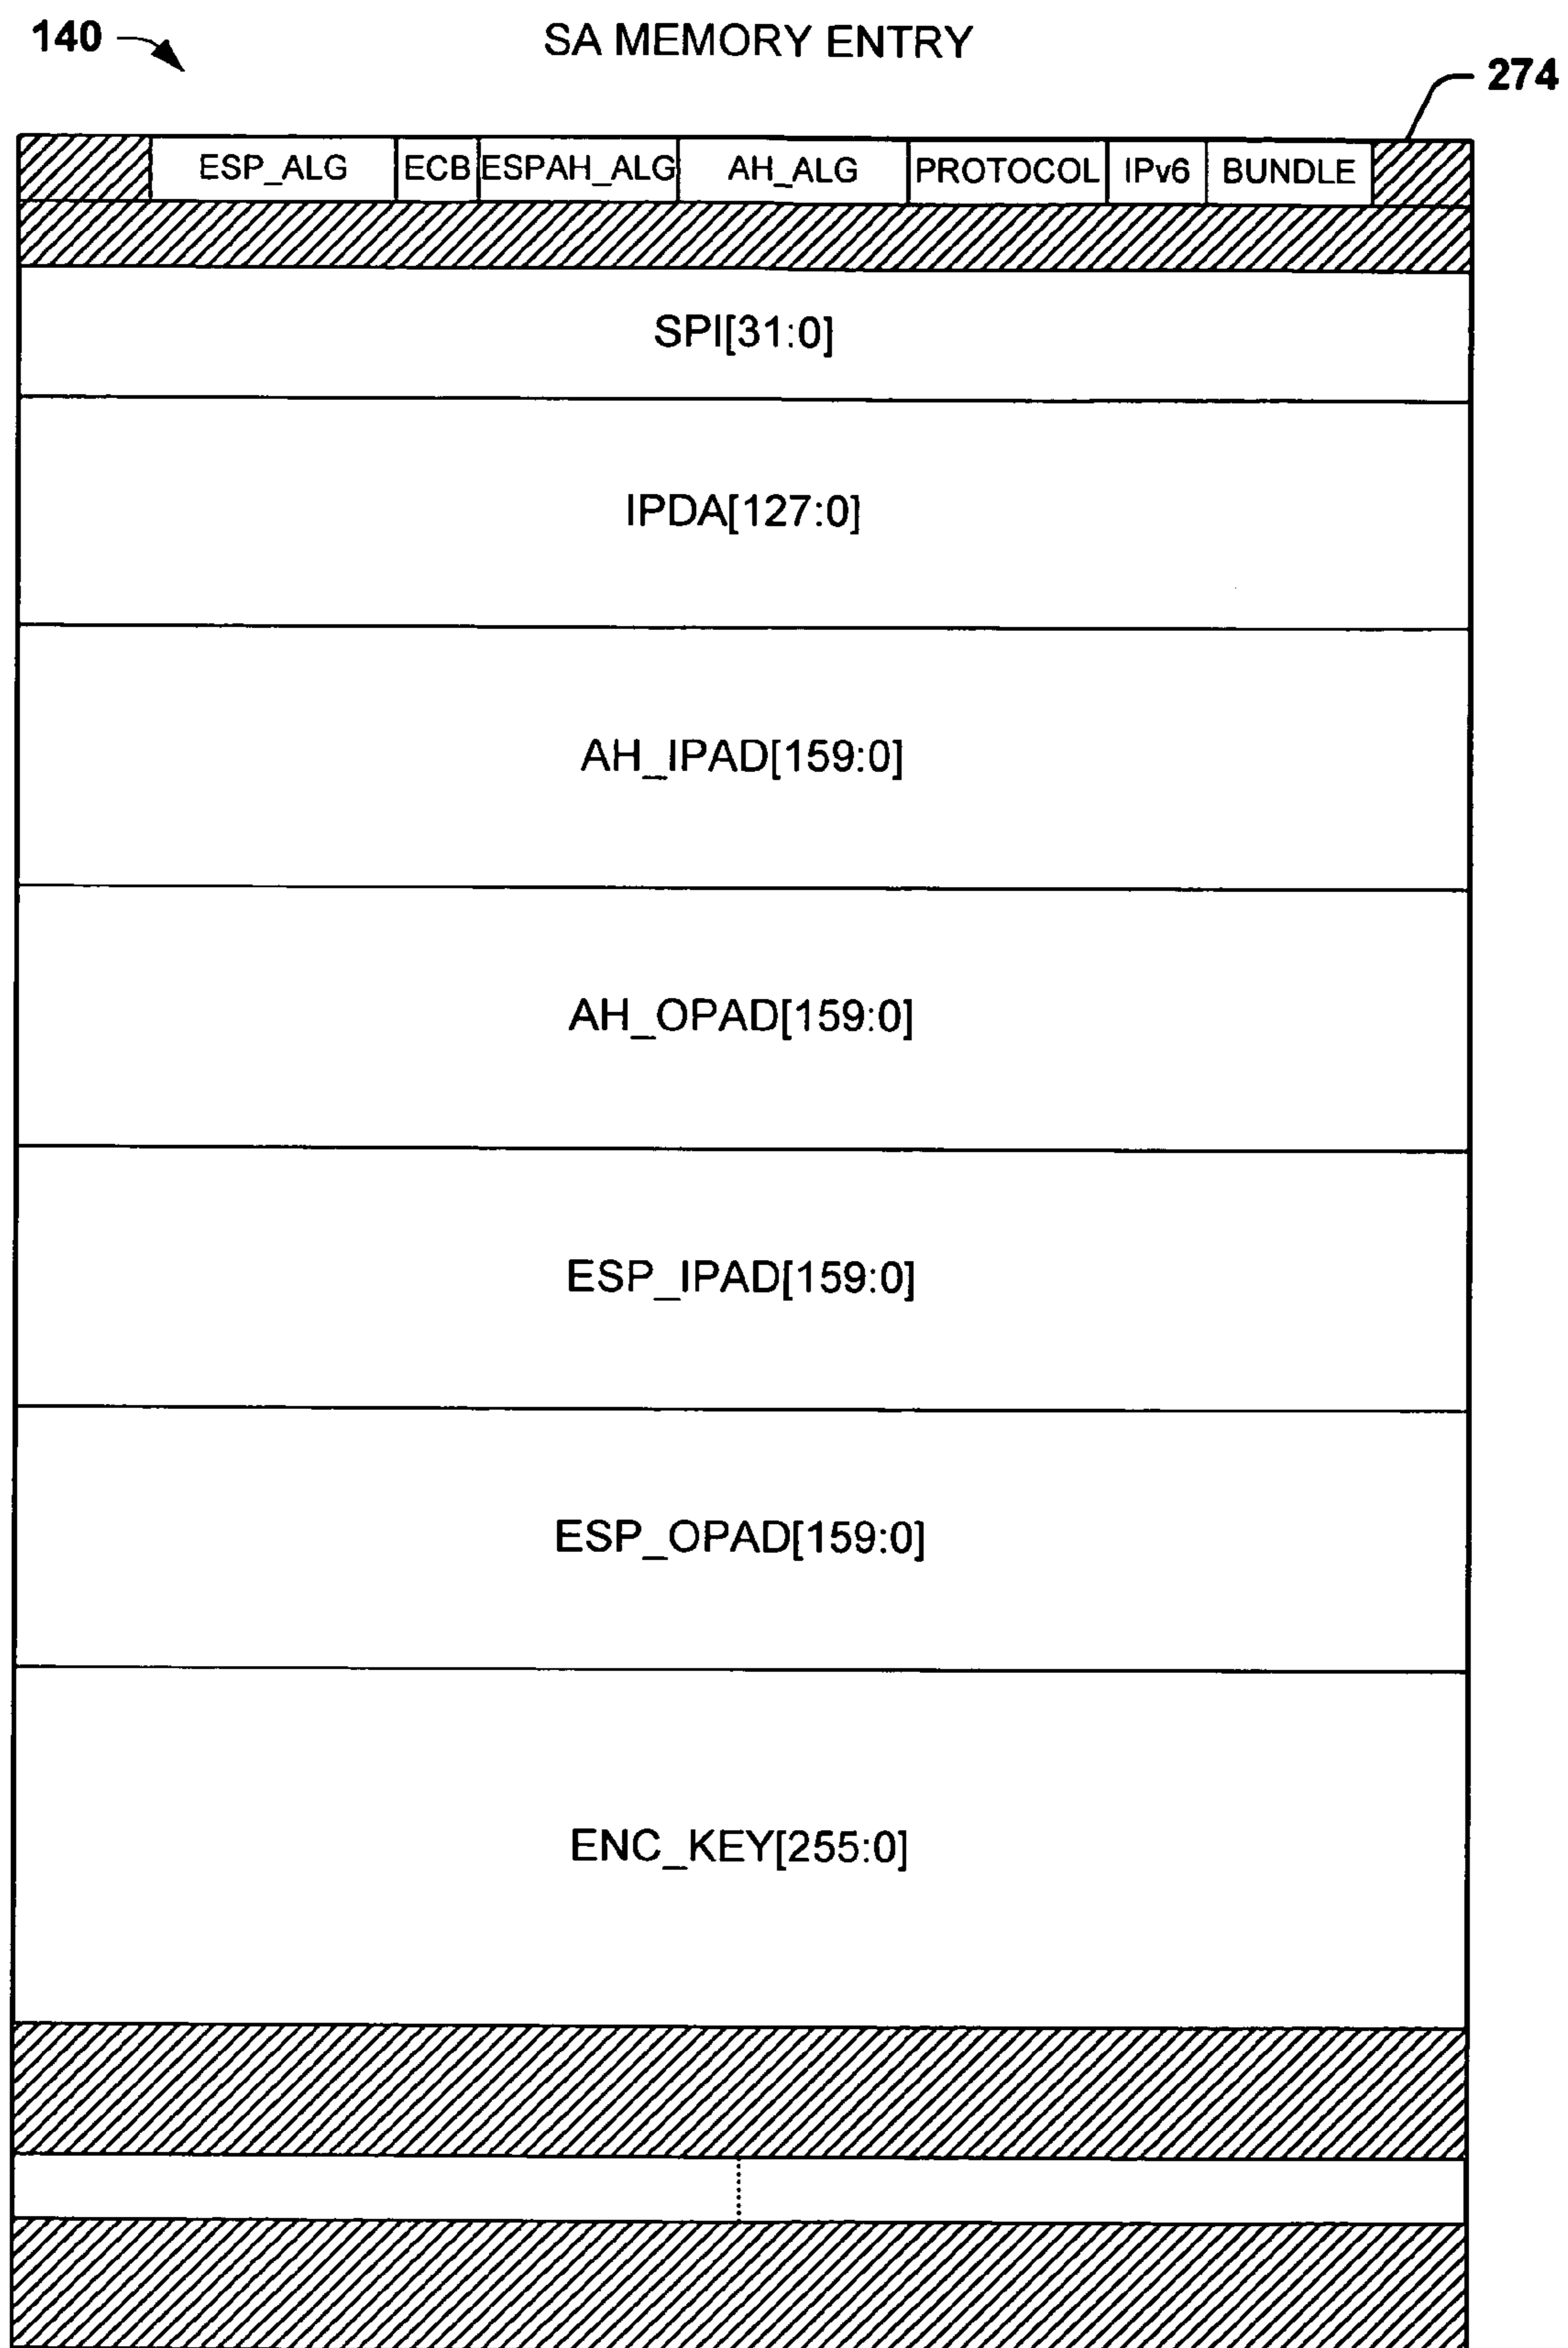 140
SA MEMORY ENTRY
274
ESP_ALG ECB ESPAH_ALG AH_ALG PROTOCOL IPv6 BUNDLE
SPI[31:0]
IPDA[127:0]
AH_IPAD[159:0]
AH_OPAD[159:0]
ESP_IPAD[159:0]
ESP_OPAD[159:0]
ENC_KEY[255:0]